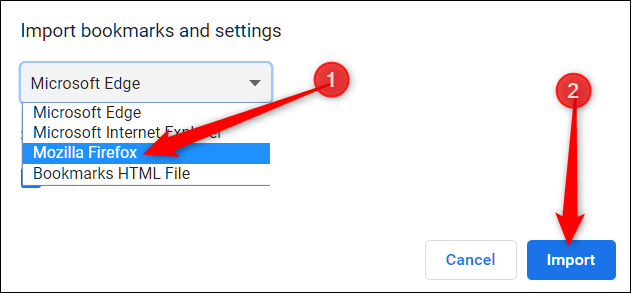 Import bookmarks and settings
Microsoft Edge
1
2
Microsoft Edge
Microsoft Internet Explorer
Mozilla Firefox
Bookmarks HTML File
Cancel
Import